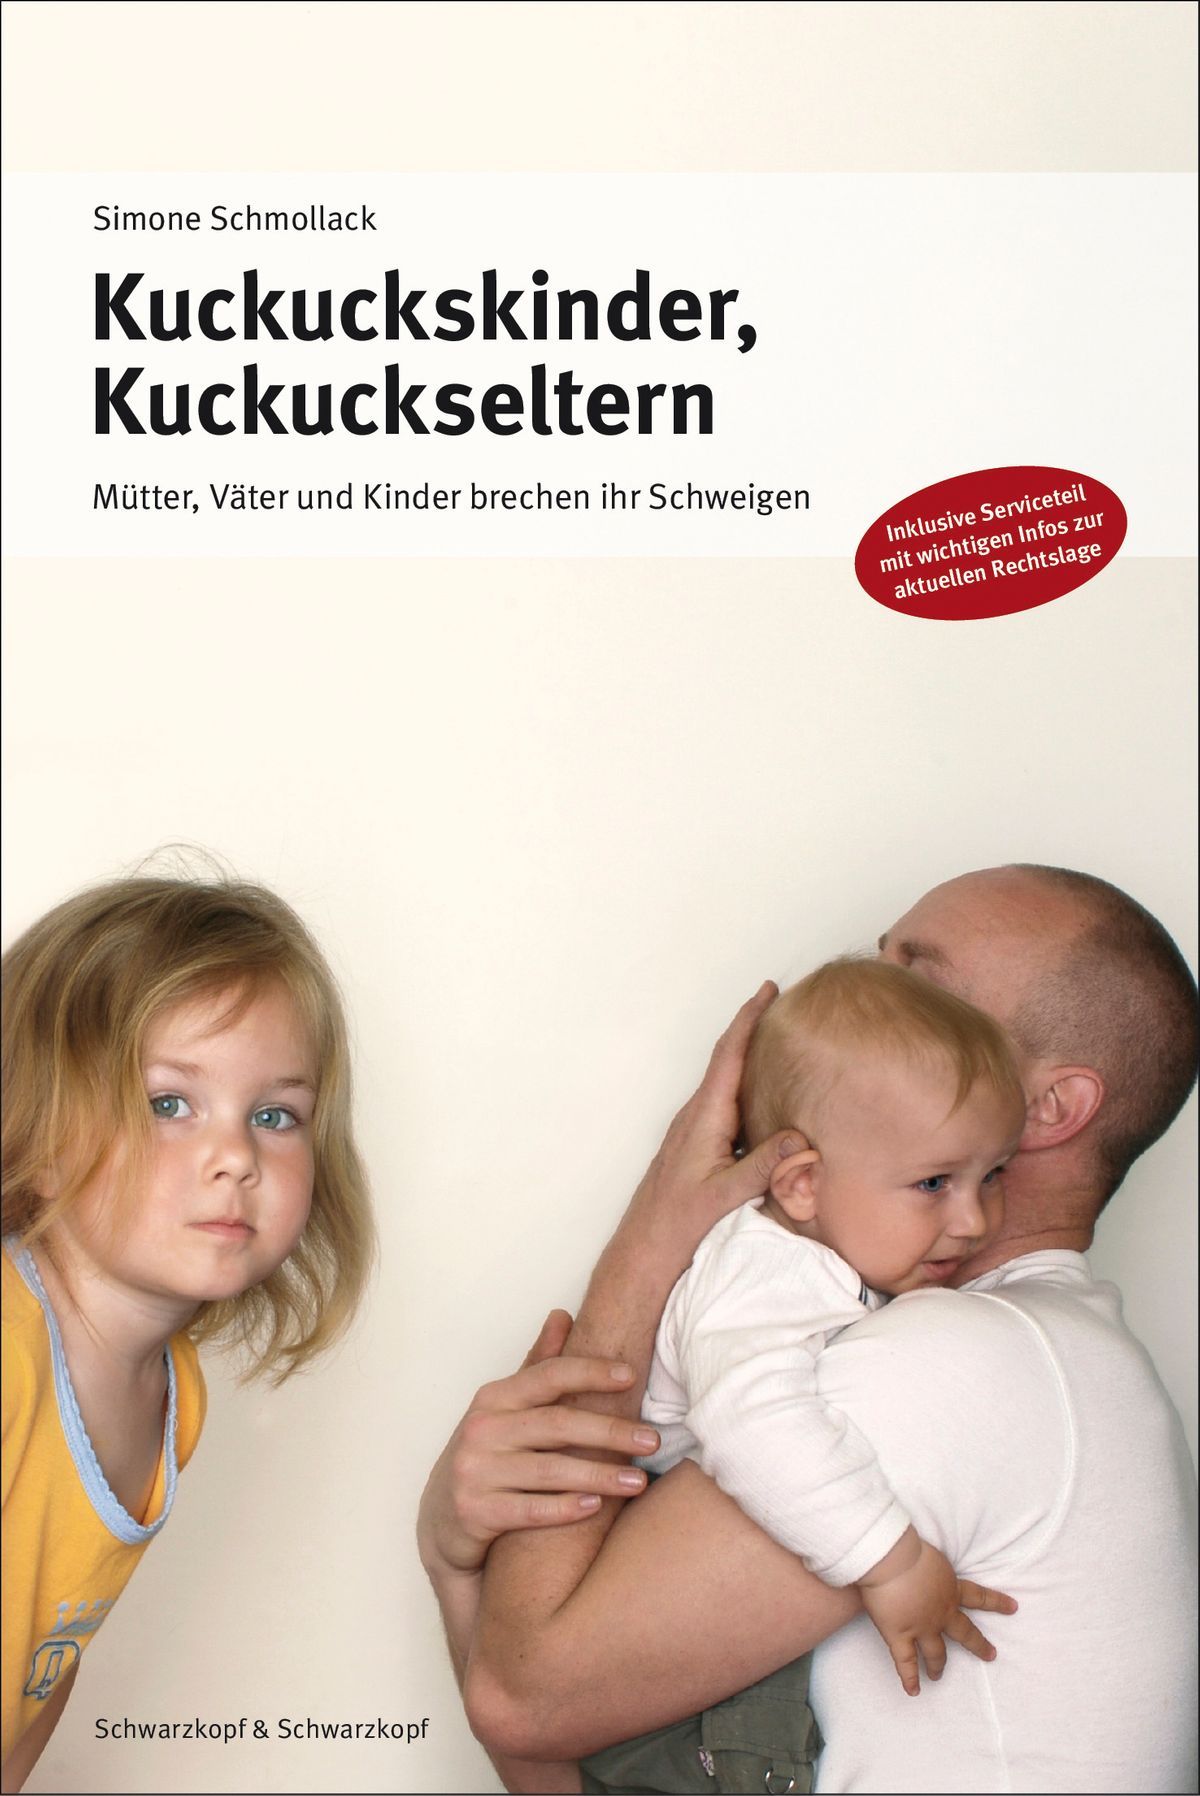 Simone Schmollack
Kuckuckskinder,
Kuckuckseltern
Mütter, Väter und Kinder brechen ihr Schweigen
Inklusive Serviceteil
mit wichtigen Infos zur
aktuellen Rechtslage
Schwarzkopf & Schwarzkopf